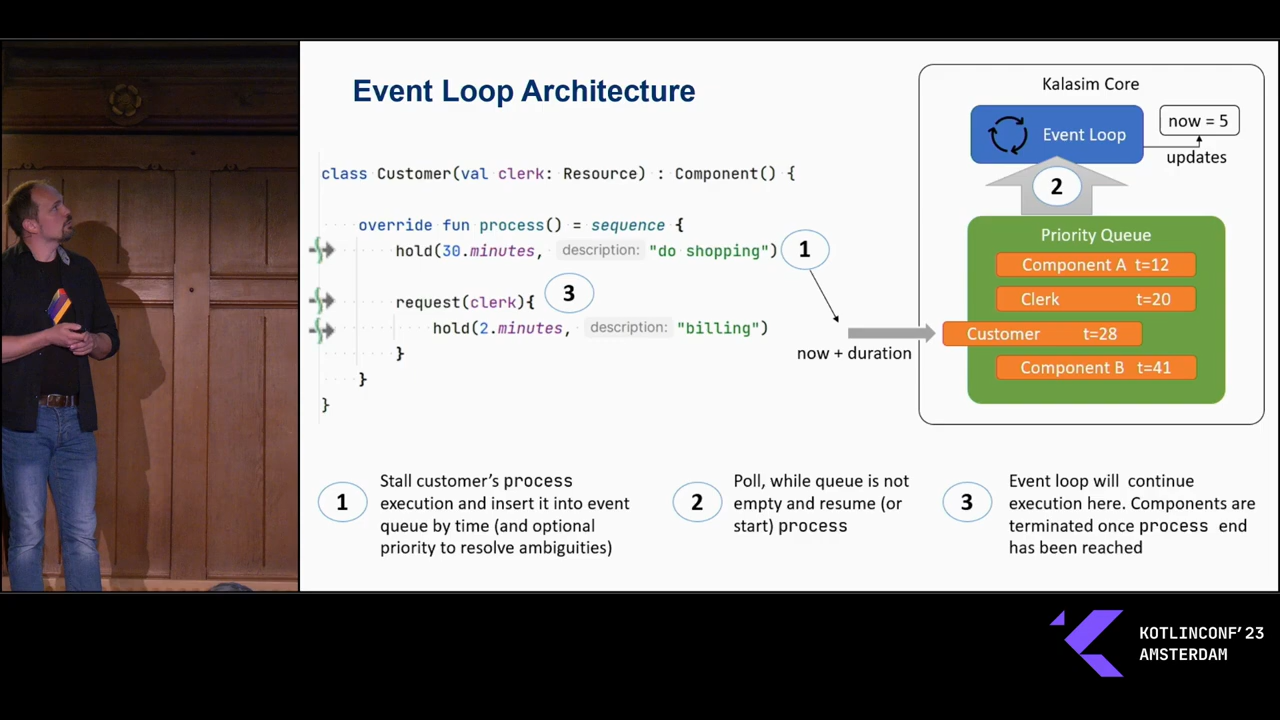 Event Loop Architecture
class Customer(val clerk: Resource) : Component() {
override fun process() = sequence {
hold(30.minutes, description: "do shopping")
1
request(clerk){
3
hold(2.minutes, description: "billing")
}
}
}
now + duration
Kalasim Core
Event Loop
now = 5
updates
2
Priority Queue
Component A t=12
Clerk t=20
Customer t=28
Component B t=41
1
Stall customer's process
execution and insert it into event
queue by time (and optional
priority to resolve ambiguities)
2
Poll, while queue is not
empty and resume (or
start) process
3
Event loop will continue
execution here. Components are
terminated once process end
has been reached
KOTLINCONF'23
AMSTERDAM